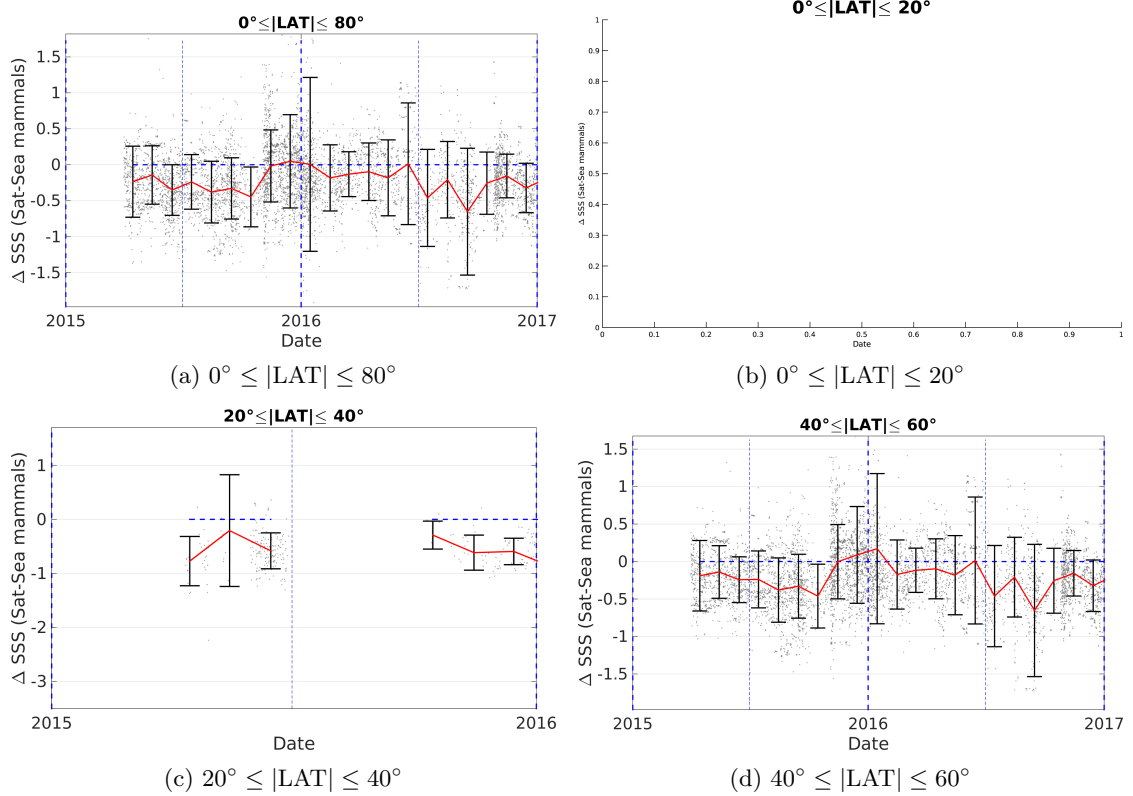 0°≤|LAT|≤ 80°
1.5
1
0.5
0
-0.5
-1
-1.5
Δ SSS (Sat-Sea mammals)
2015 2016 2017
Date
(a) 0° ≤ |LAT| ≤ 80°
0°≤|LAT|≤ 20°
1
0.9
0.8
0.7
0.6
0.5
0.4
0.3
0.2
0.1
0
Δ SSS (Sat-Sea mammals)
0 0.1 0.2 0.3 0.4 0.5 0.6 0.7 0.8 0.9 1
Date
(b) 0° ≤ |LAT| ≤ 20°
20°≤|LAT|≤ 40°
1
0
-1
-2
-3
Δ SSS (Sat-Sea mammals)
2015 2016
Date
(c) 20° ≤ |LAT| ≤ 40°
40°≤|LAT|≤ 60°
1.5
1
0.5
0
-0.5
-1
-1.5
Δ SSS (Sat-Sea mammals)
2015 2016 2017
Date
(d) 40° ≤ |LAT| ≤ 60°